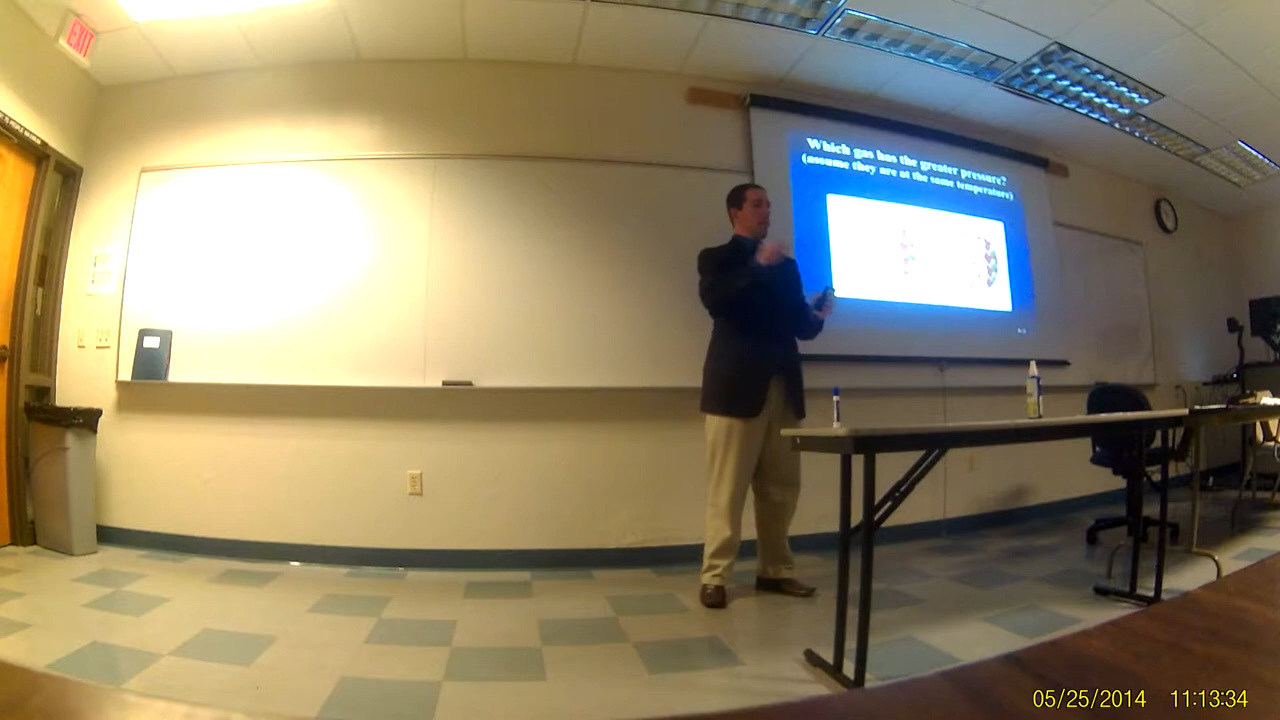 EXIT
Which gas has the greater pressure?
(assume they are at the same temperature)
05/25/2014 11:13:34